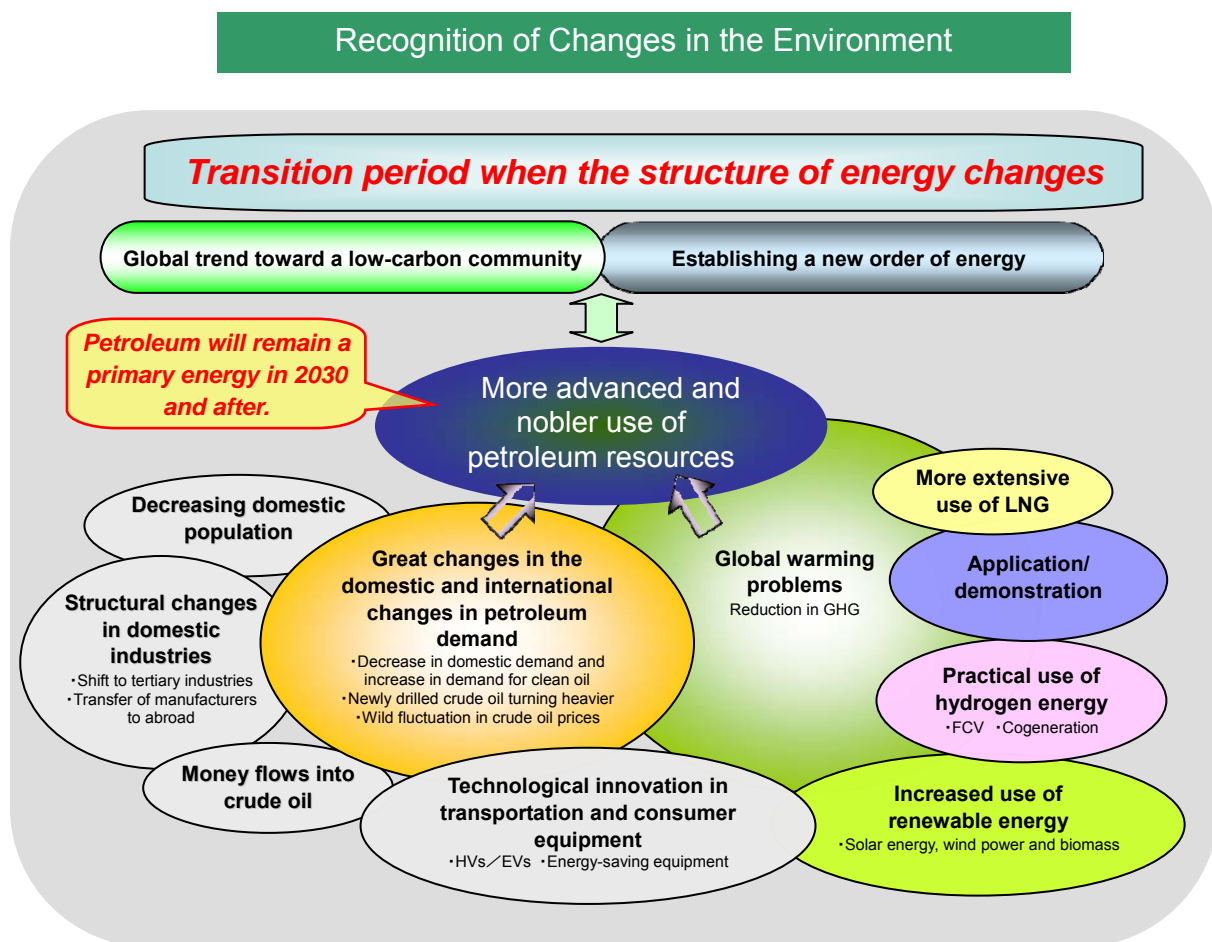 Recognition of Changes in the Environment
Transition period when the structure of energy changes
Global trend toward a low-carbon community
Establishing a new order of energy
Petroleum will remain a
primary energy in 2030
and after.
More advanced and
nobler use of
petroleum resources
Decreasing domestic
population
Structural changes
in domestic
industries
・Shift to tertiary industries
・Transfer of manufacturers
to abroad
Money flows into
crude oil
Great changes in the
domestic and international
changes in petroleum
demand
・Decrease in domestic demand and
increase in demand for clean oil
・Newly drilled crude oil turning heavier
・Wild fluctuation in crude oil prices
Technological innovation in
transportation and consumer
equipment
・HVs／EVs ・Energy-saving equipment
Global warming
problems
Reduction in GHG
More extensive
use of LNG
Application/
demonstration
Practical use of
hydrogen energy
・FCV ・Cogeneration
Increased use of
renewable energy
・Solar energy, wind power and biomass